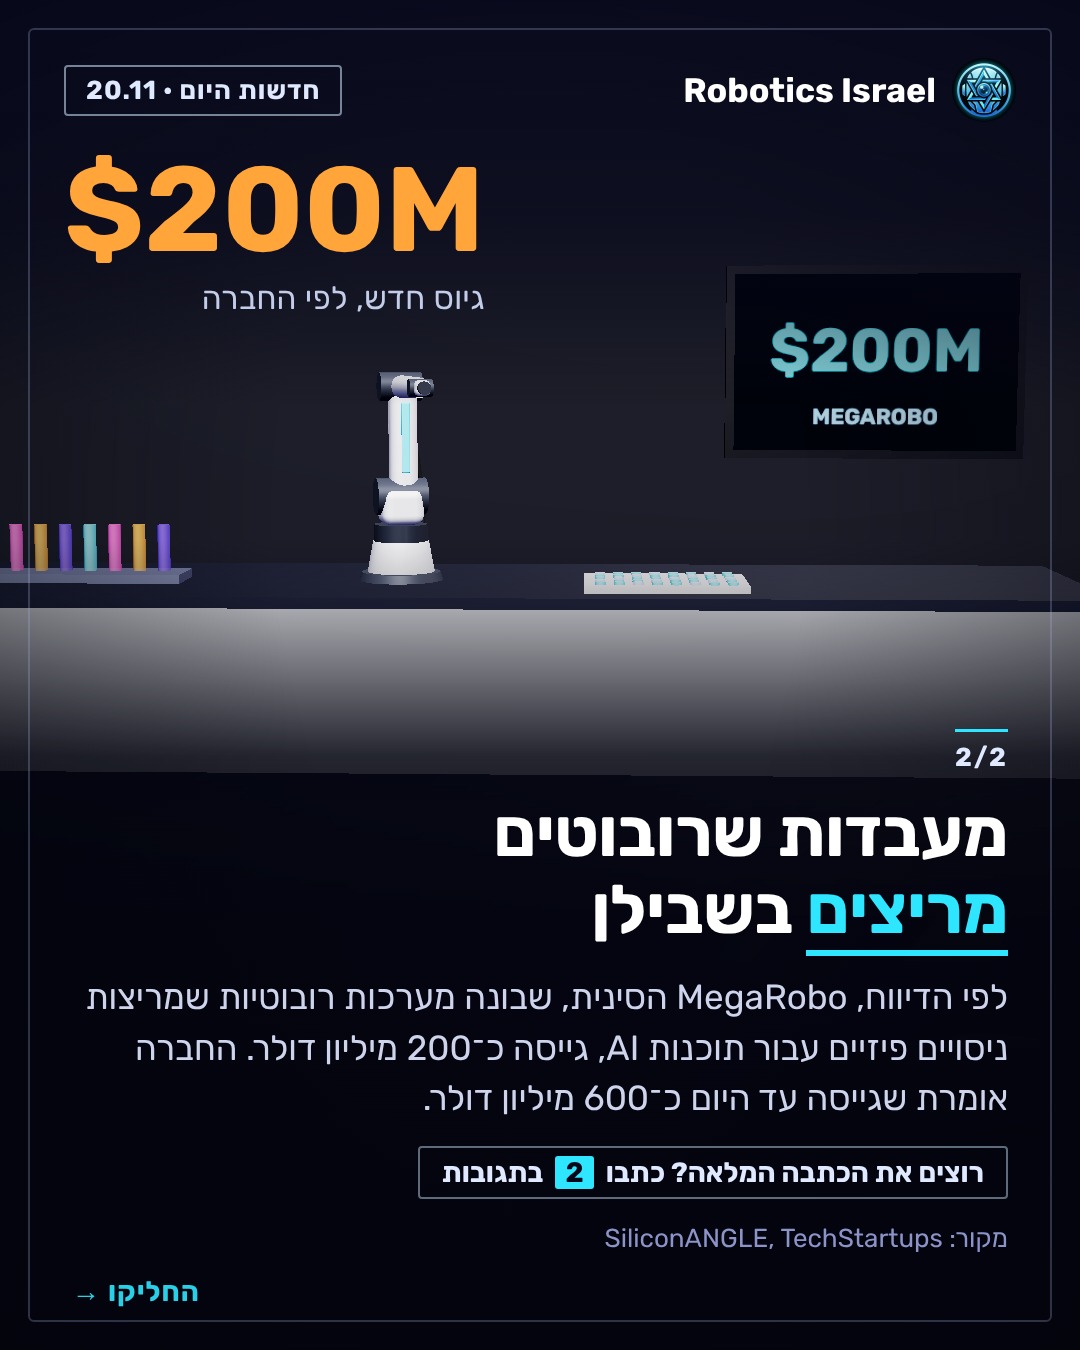 Robotics Israel
חדשות היום • 20.11
$200M
גיוס חדש, לפי החברה
$200M
MEGAROBO
2/2
מעבדות שרובוטים
מריצים בשבילן
לפי הדיווח, MegaRobo הסינית, שבונה מערכות רובוטיות שמריצות
ניסויים פיזיים עבור תוכנות AI, גייסה כ־200 מיליון דולר. החברה
אומרת שגייסה עד היום כ־600 מיליון דולר.
רוצים את הכתבה המלאה? כתבו 2 בתגובות
מקור: SiliconANGLE, TechStartups
החליקו →